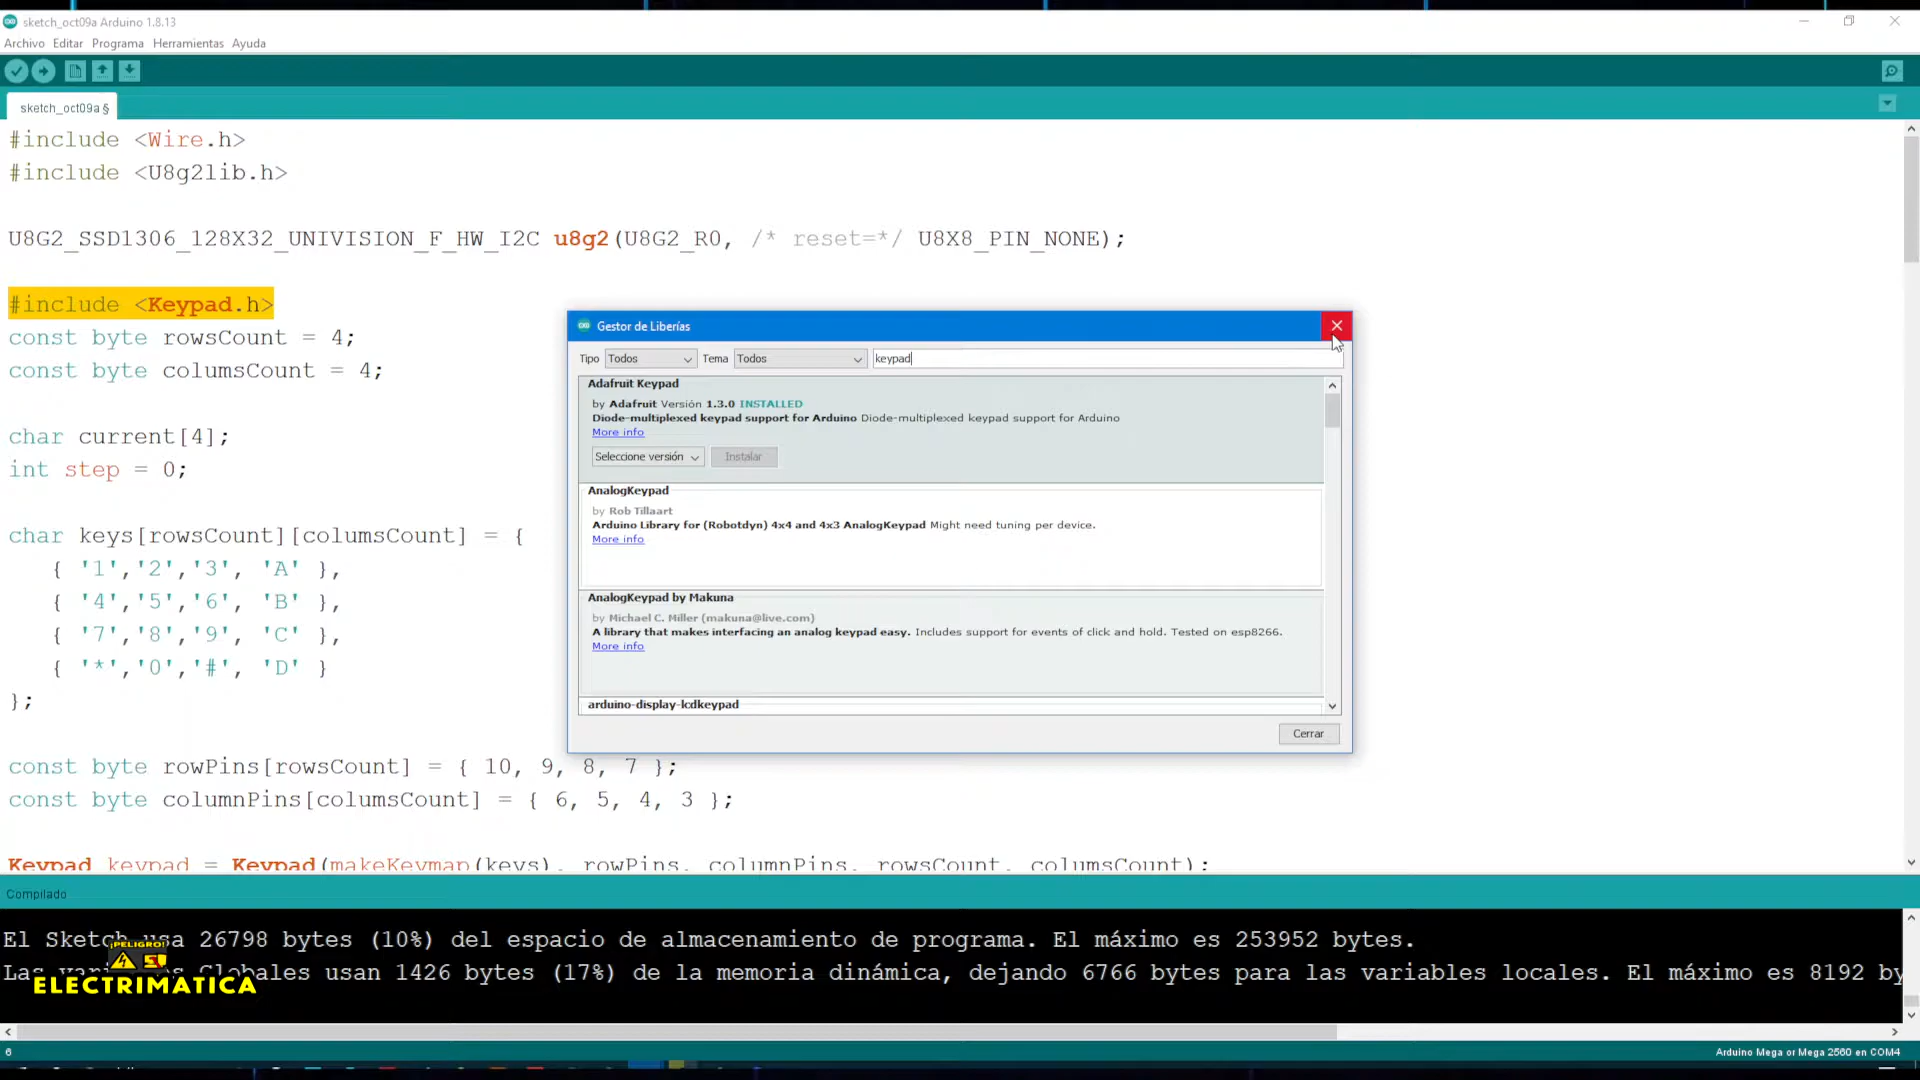 sketch_oct09a Arduino 1.8.13
Archivo Editar Programa Herramientas Ayuda
sketch_oct09a §
#include <Wire.h>
#include <U8g2lib.h>
U8G2_SSD1306_128X32_UNIVISION_F_HW_I2C u8g2(U8G2_R0, /* reset=*/ U8X8_PIN_NONE);
#include <Keypad.h>
const byte rowsCount = 4;
const byte columsCount = 4;
char current[4];
int step = 0;
char keys[rowsCount][columsCount] = {
{ '1','2','3', 'A' },
{ '4','5','6', 'B' },
{ '7','8','9', 'C' },
{ '*','0','#', 'D' }
};
const byte rowPins[rowsCount] = { 10, 9, 8, 7 };
const byte columnPins[columsCount] = { 6, 5, 4, 3 };
Keypad keypad = Keypad(makeKeymap(keys), rowPins, columnPins, rowsCount, columsCount);
Gestor de Liberías
Tipo Todos Tema Todos keypad
Adafruit Keypad
by Adafruit Versión 1.3.0 INSTALLED
Diode-multiplexed keypad support for Arduino Diode-multiplexed keypad support for Arduino
More info
Seleccione versión Instalar
AnalogKeypad
by Rob Tillaart
Arduino Library for (Robotdyn) 4x4 and 4x3 AnalogKeypad Might need tuning per device.
More info
AnalogKeypad by Makuna
by Michael C. Miller (makuna@live.com)
A library that makes interfacing an analog keypad easy. Includes support for events of click and hold. Tested on esp8266.
More info
arduino-display-lcdkeypad
Cerrar
Compilado
El Sketch usa 26798 bytes (10%) del espacio de almacenamiento de programa. El máximo es 253952 bytes.
Las Globales usan 1426 bytes (17%) de la memoria dinámica, dejando 6766 bytes para las variables locales. El máximo es 8192 by
¡PELIGRO!
ELECTRIMATICA
6
Arduino Mega or Mega 2560 en COM4